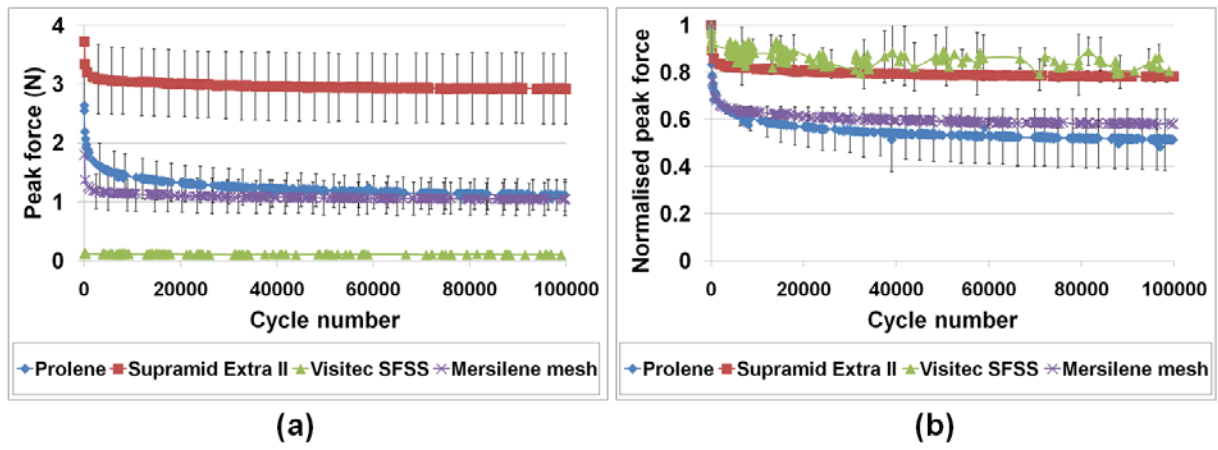 Peak force (N)
4
3
2
1
0
0 20000 40000 60000 80000 100000
Cycle number
Prolene Supramid Extra II Visitec SFSS Mersilene mesh
(a)
Normalised peak force
1
0.8
0.6
0.4
0.2
0
0 20000 40000 60000 80000 100000
Cycle number
Prolene Supramid Extra II Visitec SFSS Mersilene mesh
(b)